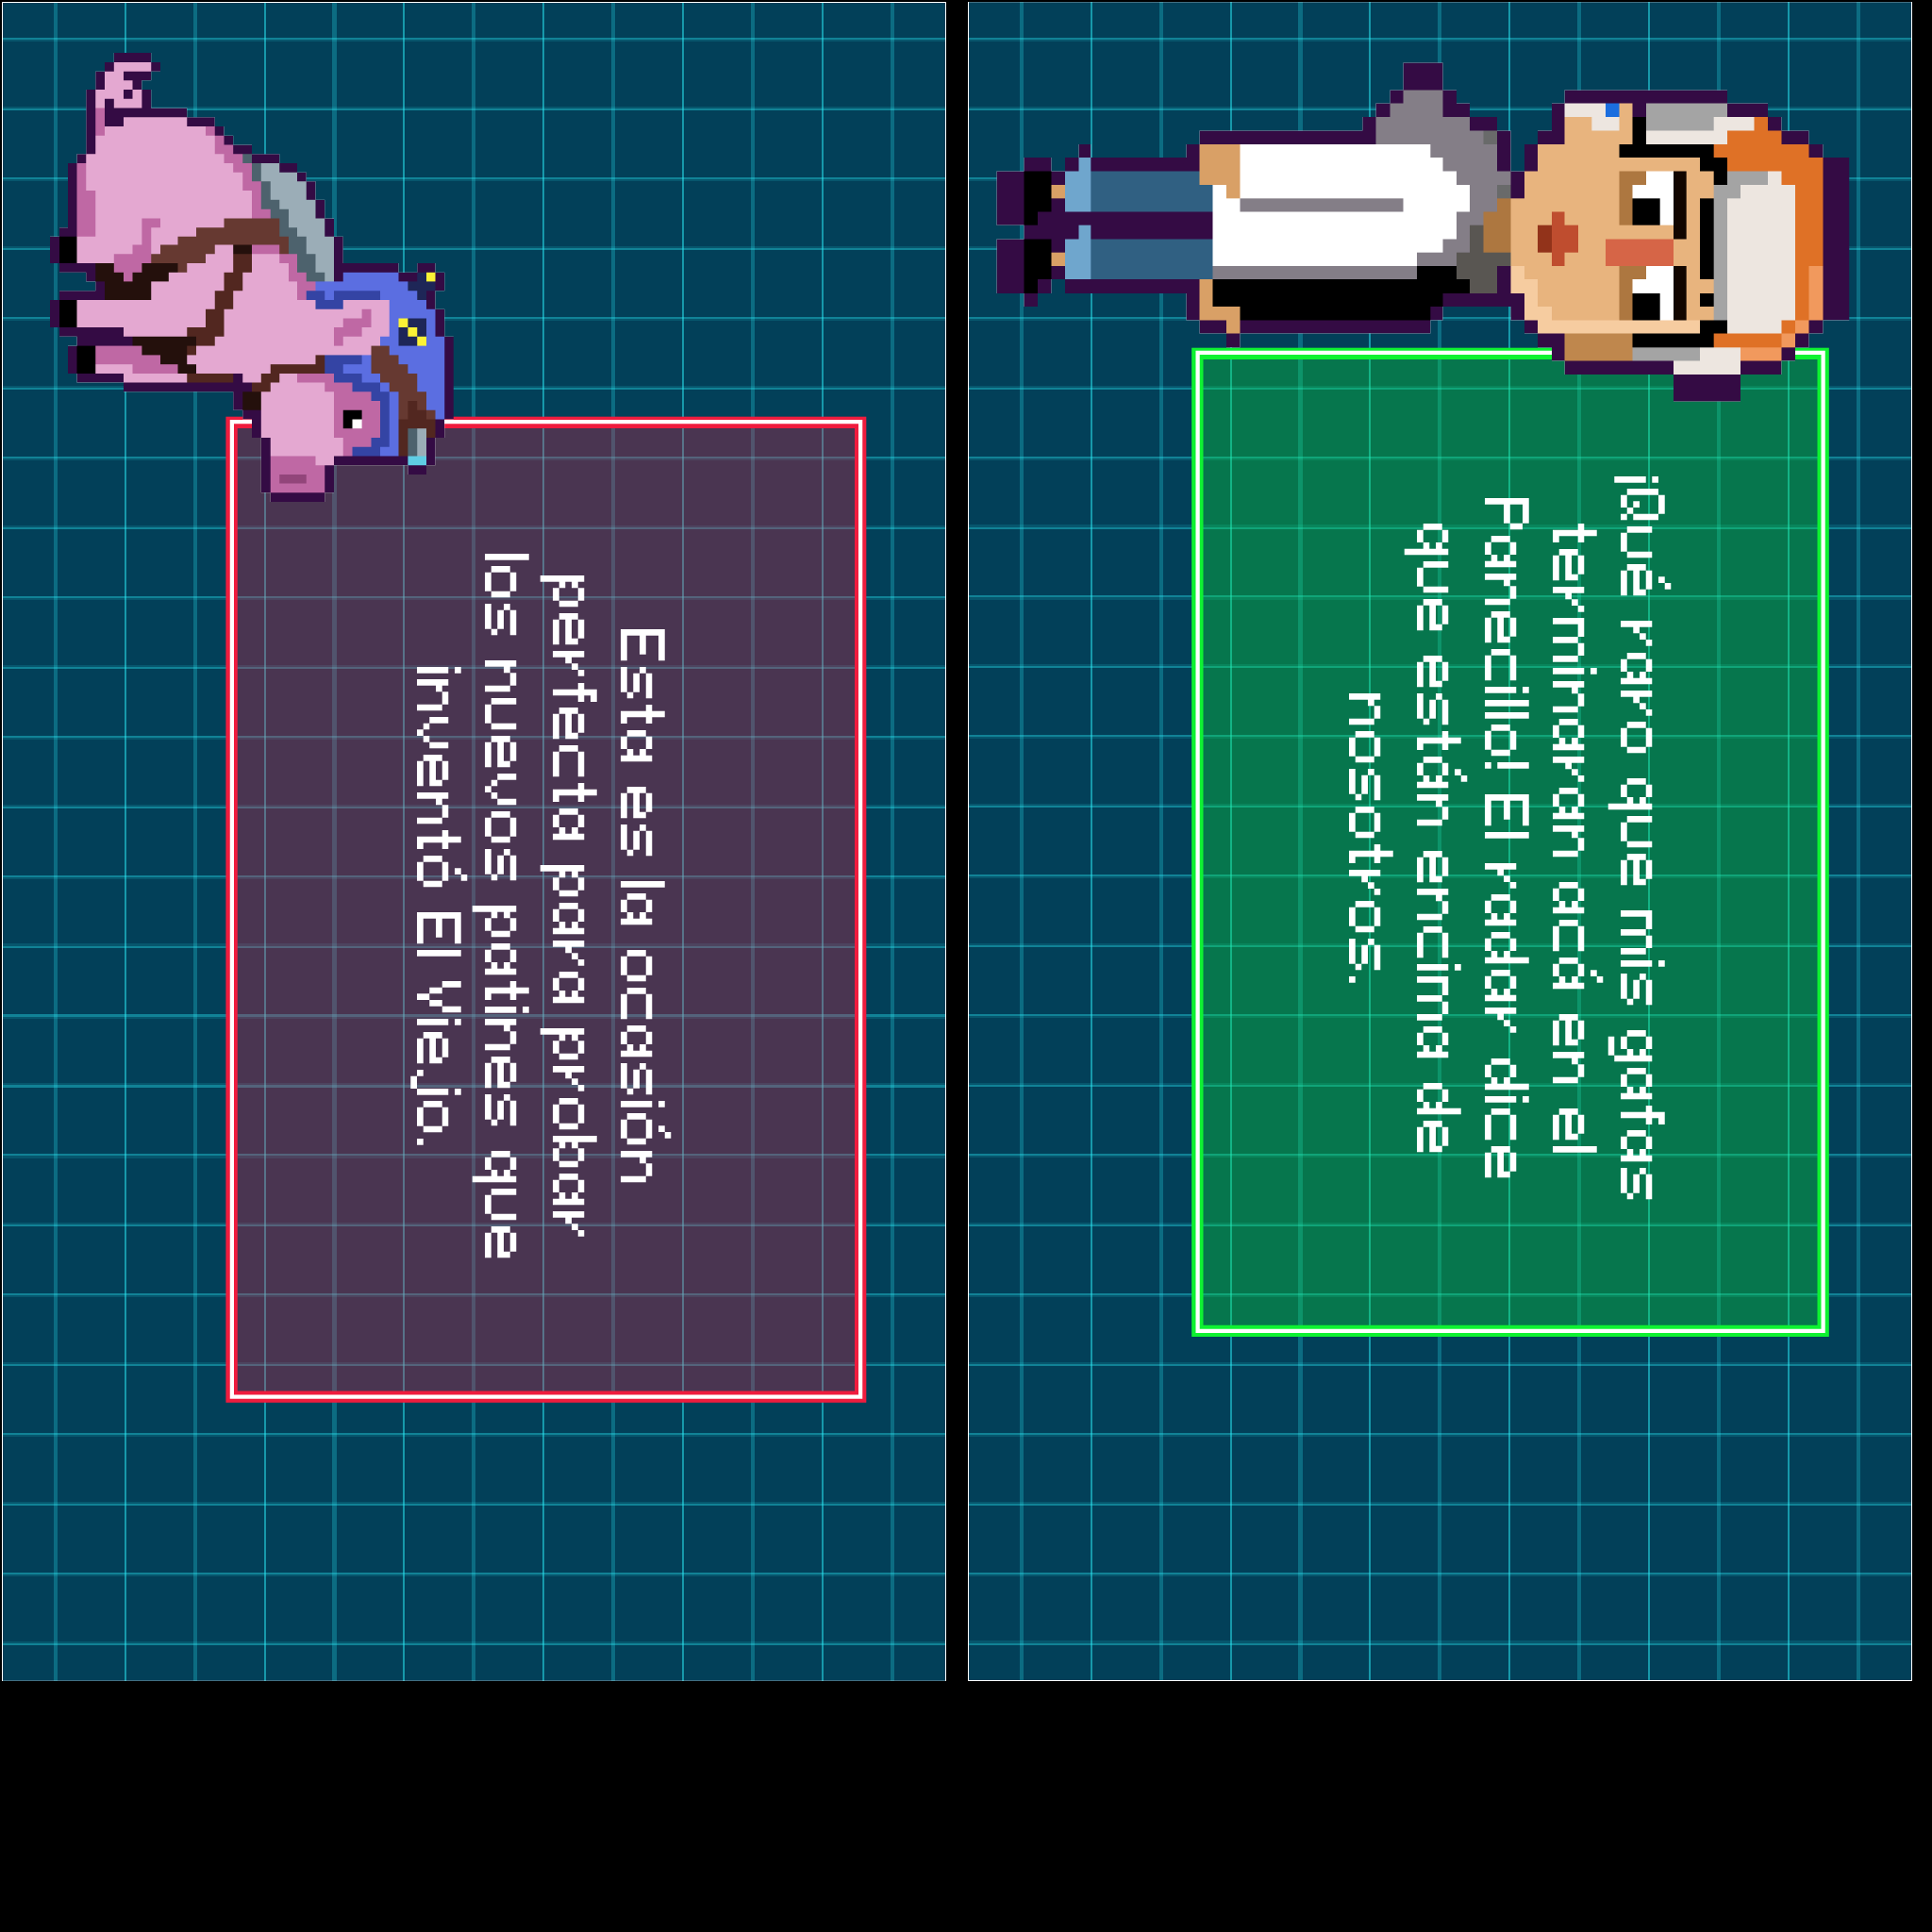 Esta es la ocasión
perfecta para probar
los nuevos patines que
inventó El Viejo.
¡Qué raro que mis gafas
terminaran acá en el
Panecillo! El radar dice
que están encima de
nosotros.